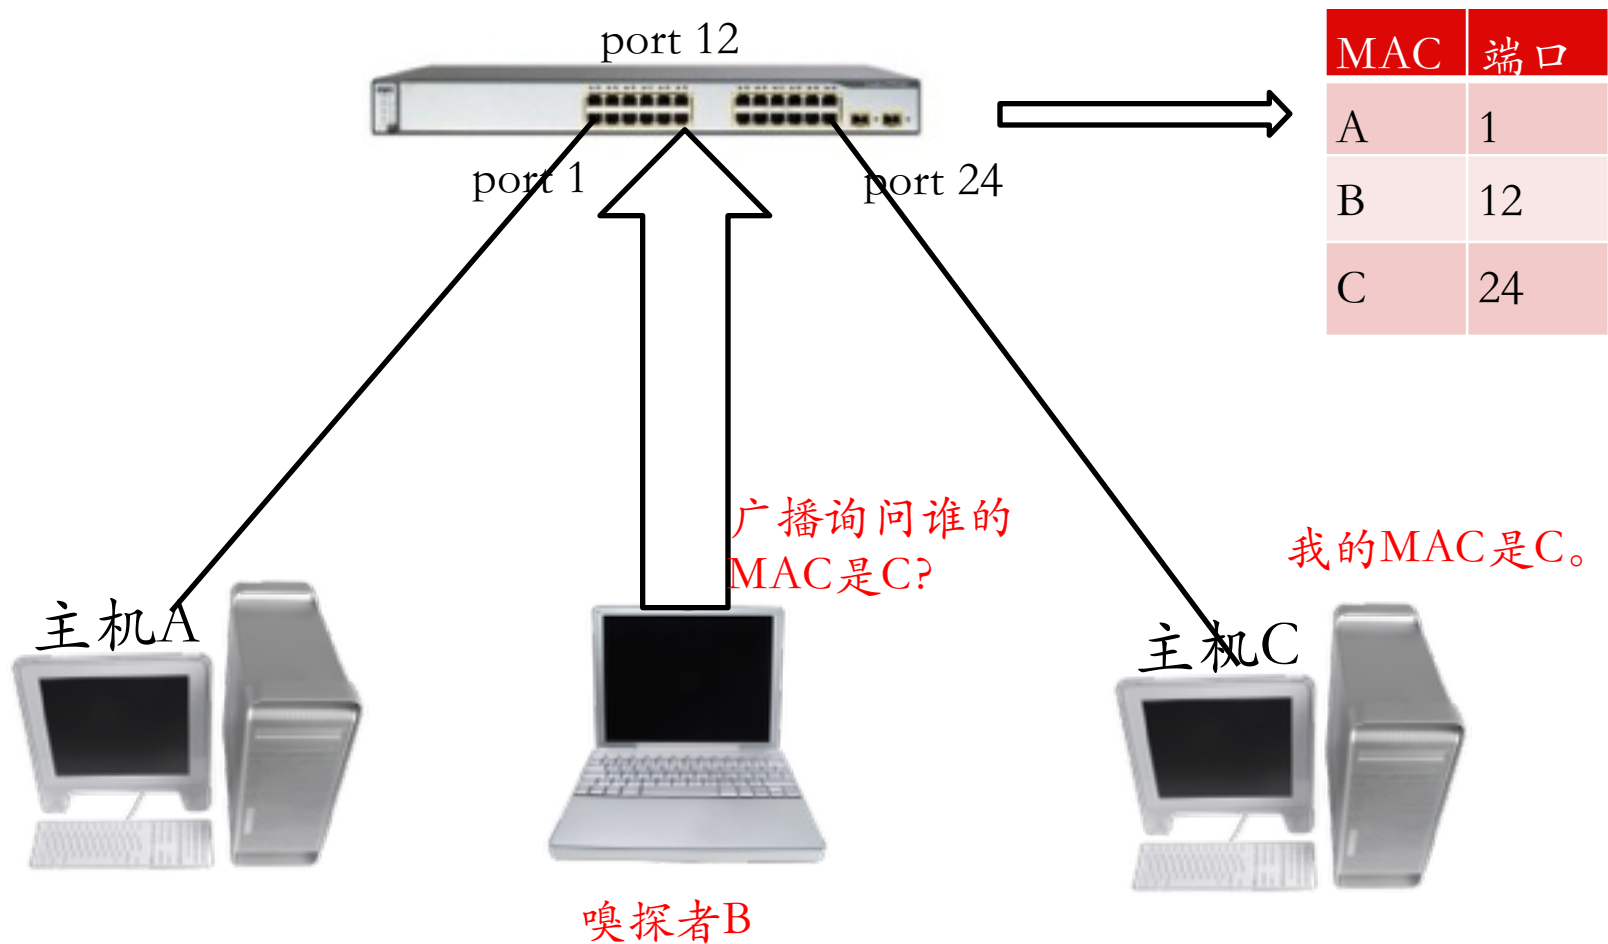 port 12
MAC 端口
A 1
B 12
C 24
port 1
port 24
广播询问谁的
MAC是C?
我的MAC是C。
主机A
主机C
嗅探者B